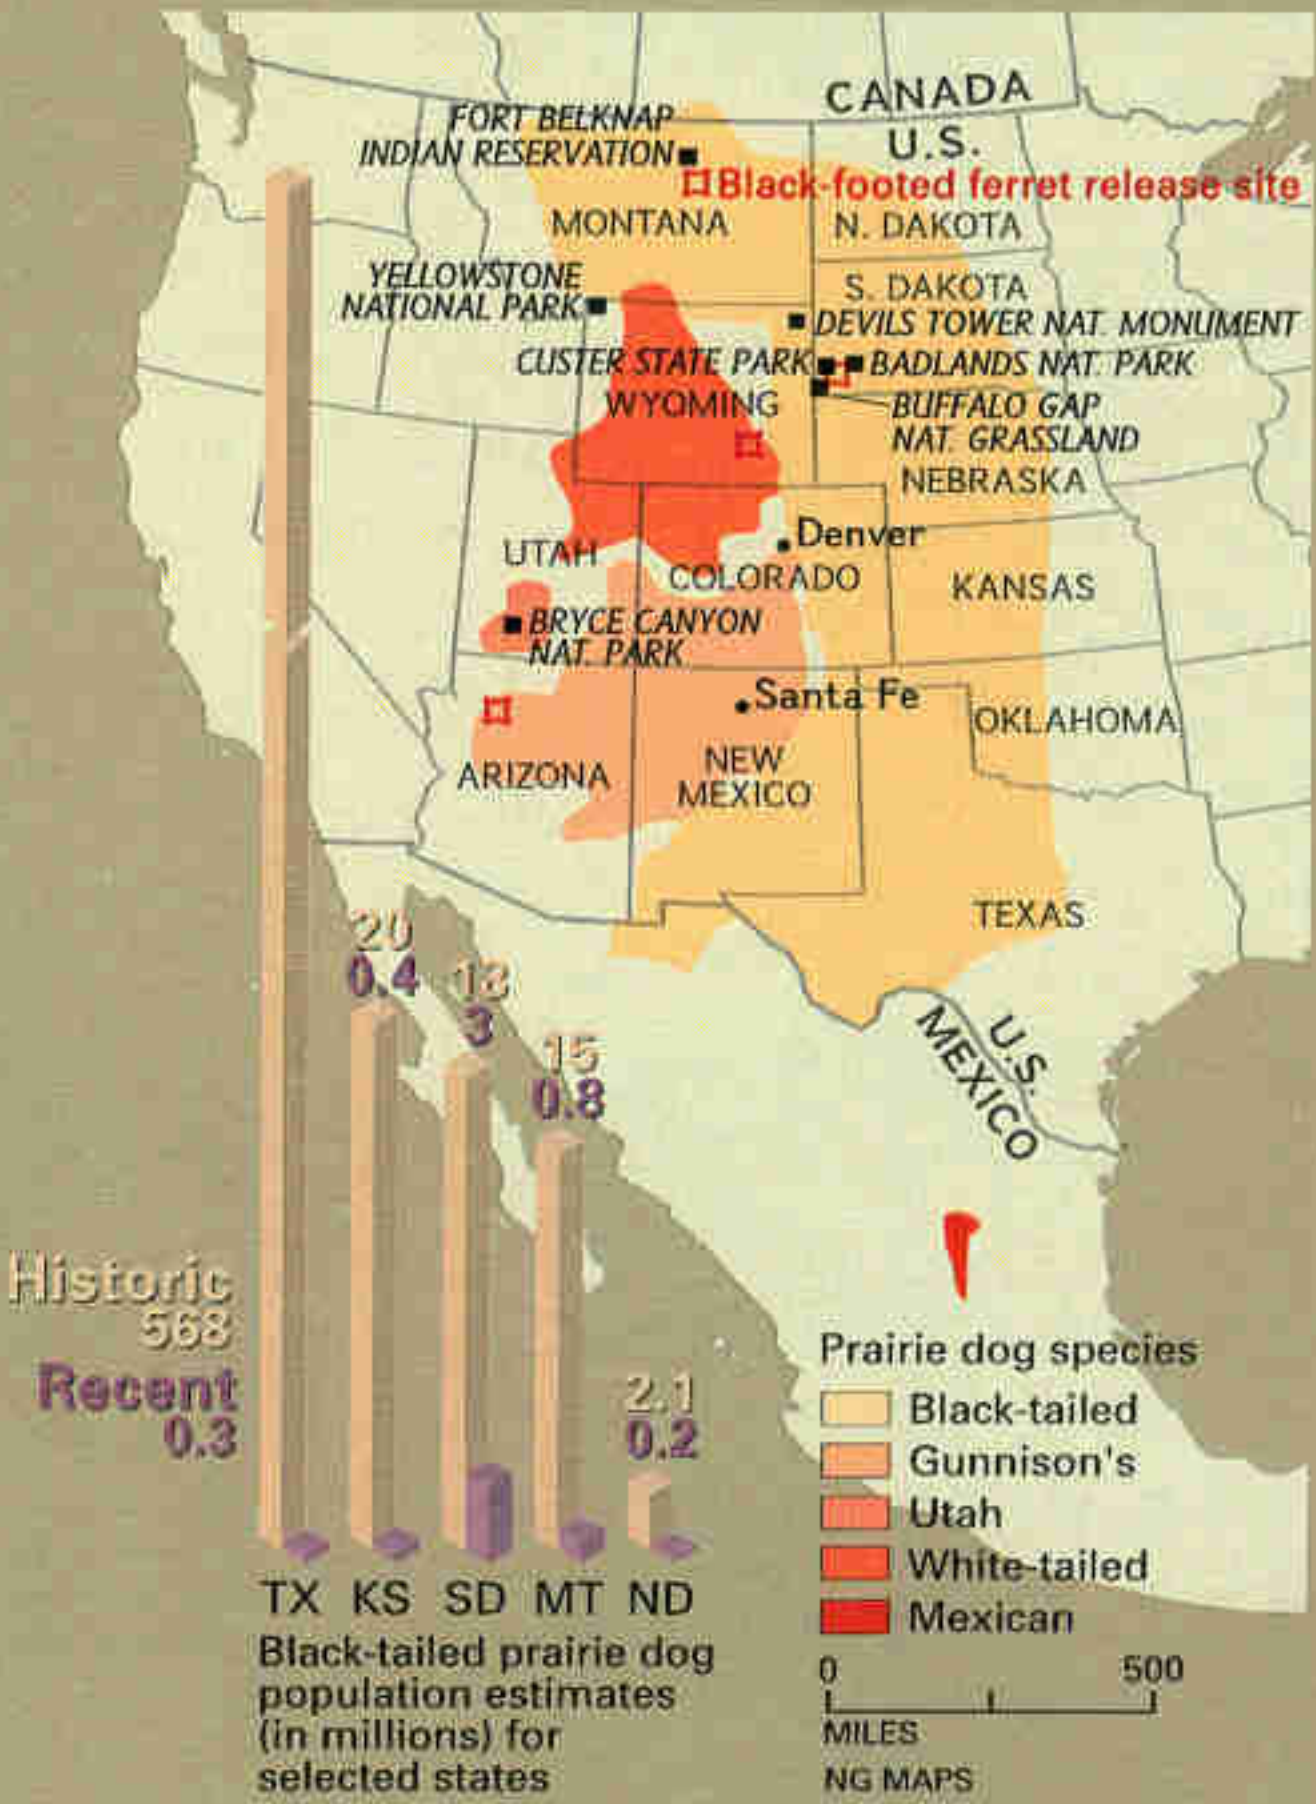 CANADA
U.S.
FORT BELKNAP
INDIAN RESERVATION
Black-footed ferret release site
MONTANA
N. DAKOTA
YELLOWSTONE
NATIONAL PARK
S. DAKOTA
DEVILS TOWER NAT. MONUMENT
CUSTER STATE PARK
BADLANDS NAT. PARK
WYOMING
BUFFALO GAP
NAT. GRASSLAND
NEBRASKA
Denver
UTAH
COLORADO
KANSAS
BRYCE CANYON
NAT. PARK
Santa Fe
OKLAHOMA
ARIZONA
NEW
MEXICO
TEXAS
U.S.
MEXICO
20
0.4
18
3
15
0.8
Historic
568
Recent
0.3
2.1
0.2
TX KS SD MT ND
Black-tailed prairie dog
population estimates
(in millions) for
selected states
Prairie dog species
Black-tailed
Gunnison's
Utah
White-tailed
Mexican
0 500
MILES
NG MAPS